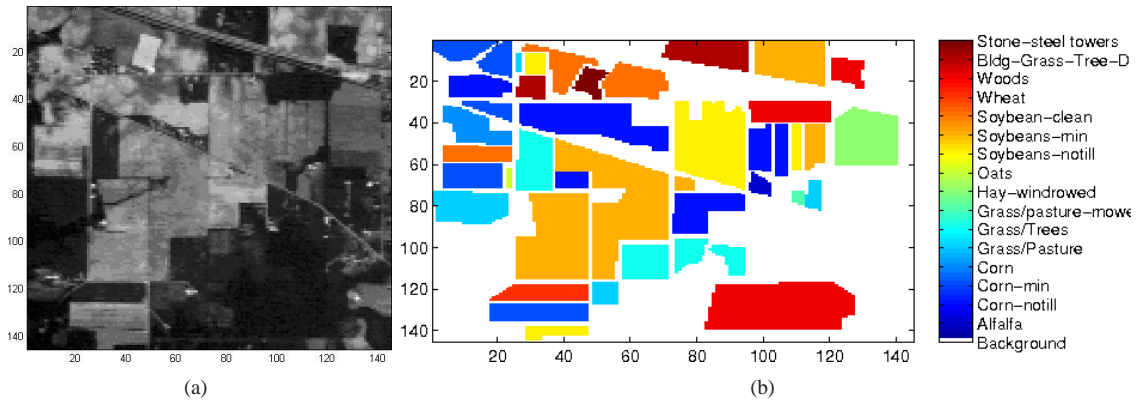 20
40
60
80
100
120
140
20 40 60 80 100 120 140
(a)
20
40
60
80
100
120
140
20 40 60 80 100 120 140
(b)
Stone-steel towers
Bldg-Grass-Tree-D
Woods
Wheat
Soybean-clean
Soybeans-min
Soybeans-notill
Oats
Hay-windrowed
Grass/pasture-mowe
Grass/Trees
Grass/Pasture
Corn
Corn-min
Corn-notill
Alfalfa
Background